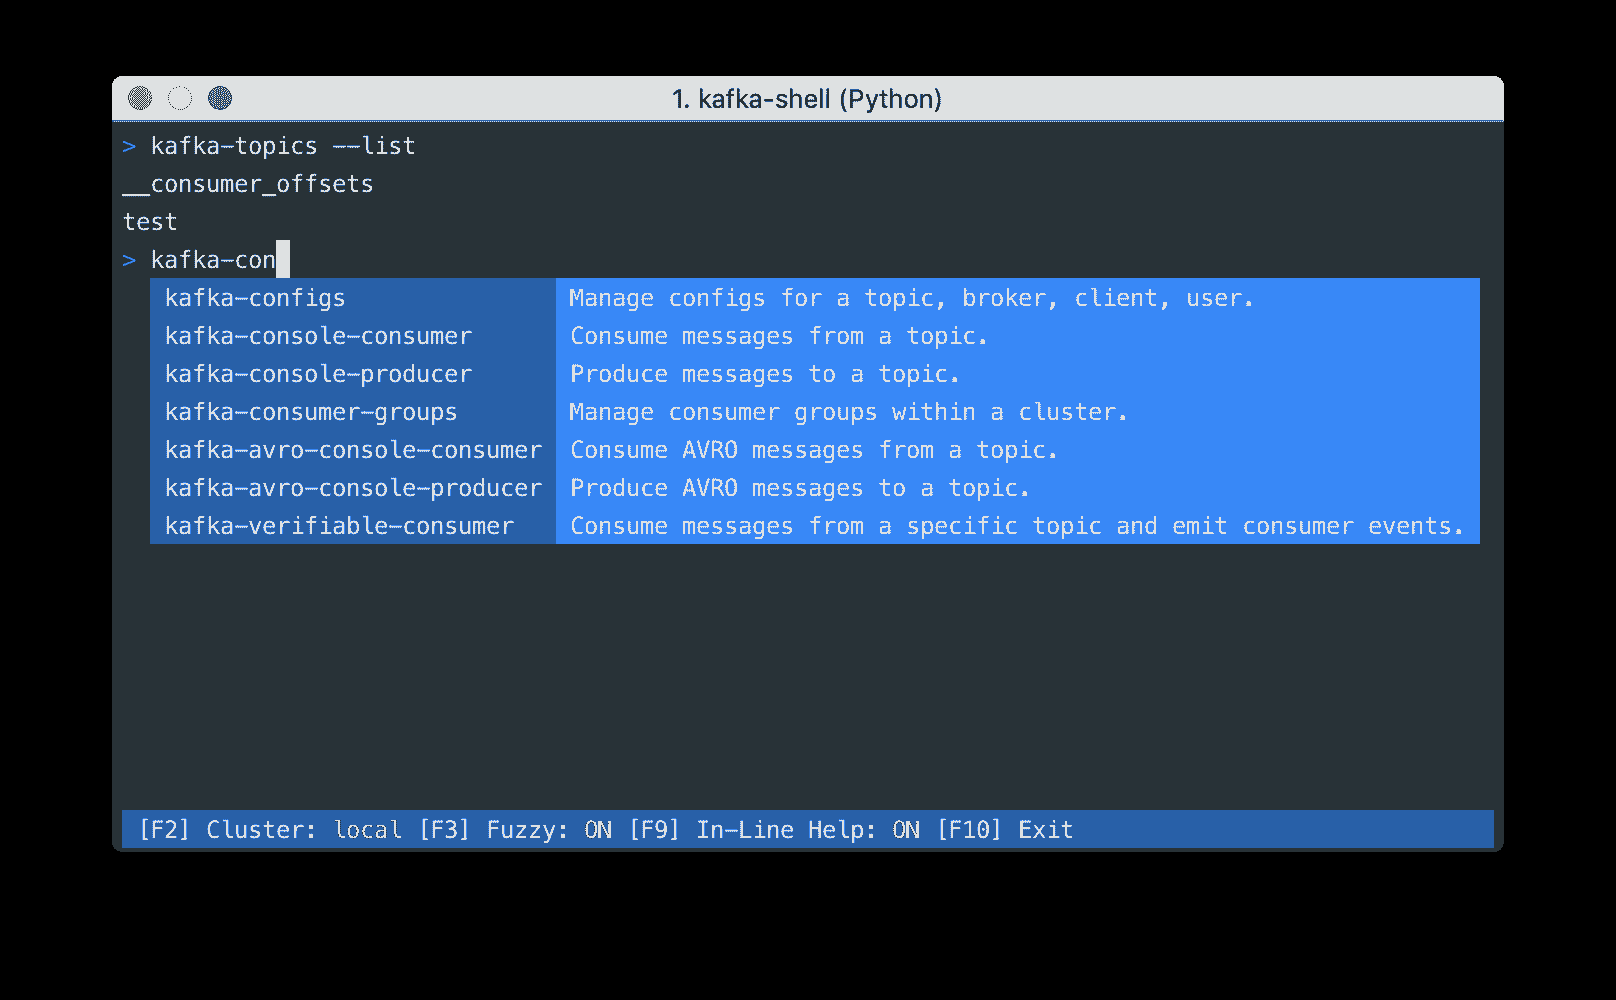 1. kafka-shell (Python)
> kafka-topics --list
__consumer_offsets
test
> kafka-con
kafka-configs Manage configs for a topic, broker, client, user.
kafka-console-consumer Consume messages from a topic.
kafka-console-producer Produce messages to a topic.
kafka-consumer-groups Manage consumer groups within a cluster.
kafka-avro-console-consumer Consume AVRO messages from a topic.
kafka-avro-console-producer Produce AVRO messages to a topic.
kafka-verifiable-consumer Consume messages from a specific topic and emit consumer events.
[F2] Cluster: local [F3] Fuzzy: ON [F9] In-Line Help: ON [F10] Exit